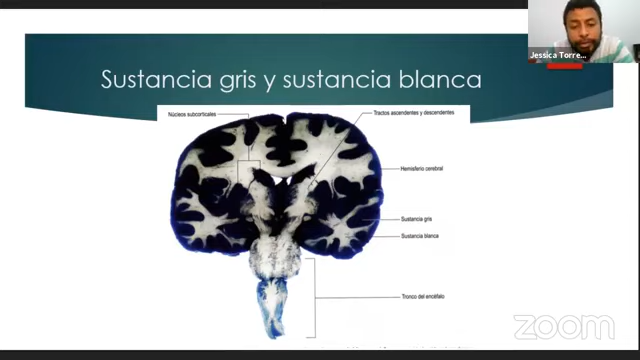 Jessica Torre...
Sustancia gris y sustancia blanca
Núcleos subcorticales
Tractos ascendentes y descendentes
Hemisferio cerebral
Sustancia gris
Sustancia blanca
Tronco del encéfalo
zoom